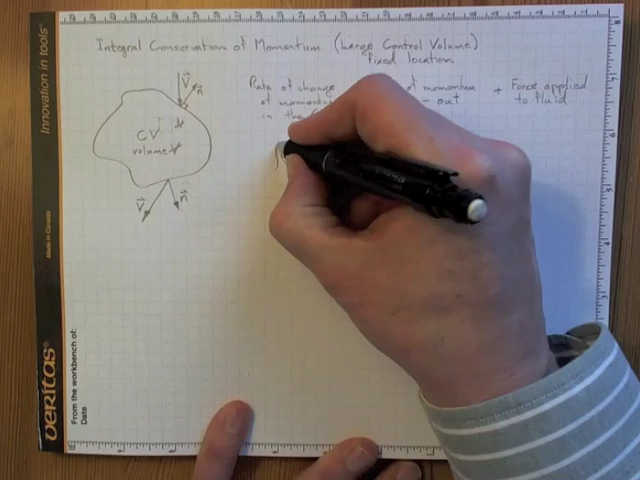 Integral Conservation of Momentum (Large Control Volume)
fixed location
Rate of change of momentum + Force applied
of momentum - out to fluid
in the
V n
CV
volume V
V n
Innovation in tools
Made in Canada
veritas
From the workbench of:
Date